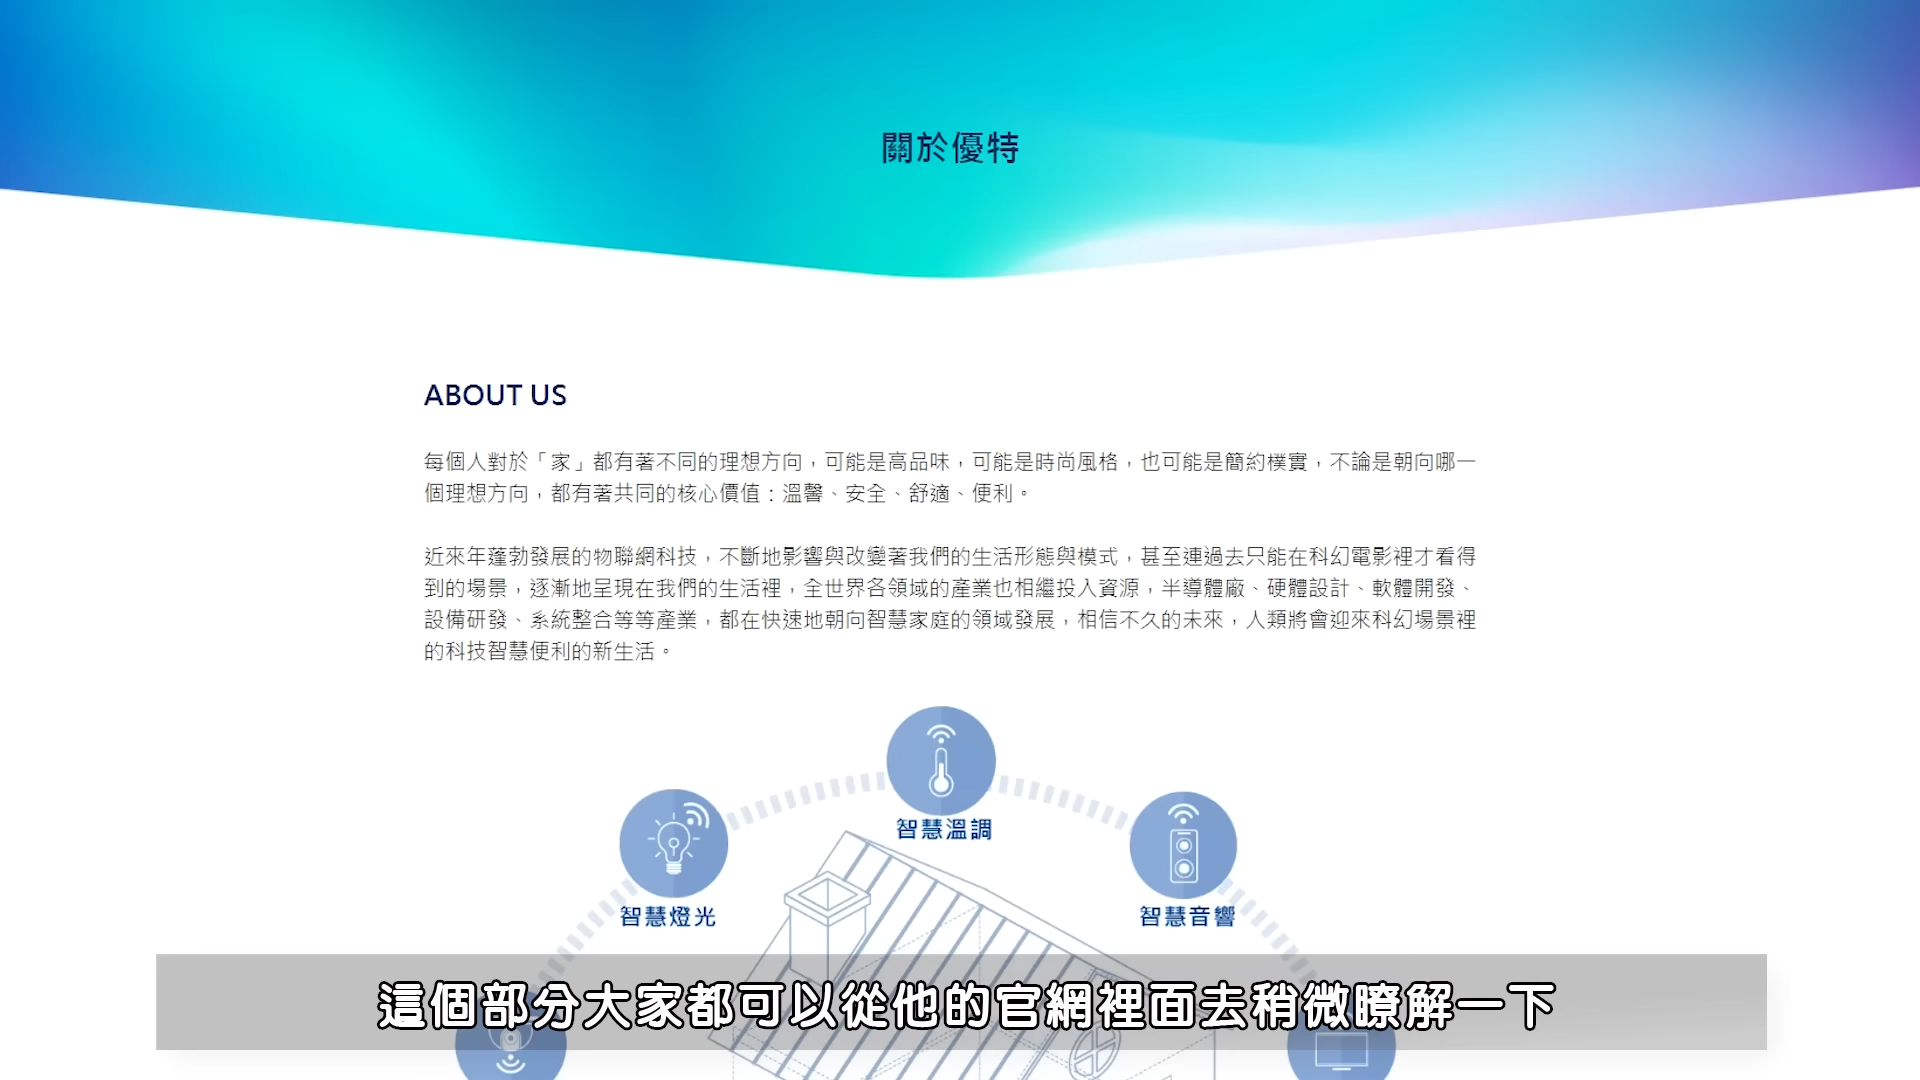 關於優特
ABOUT US
每個人對於「家」都有著不同的理想方向，可能是高品味，可能是時尚風格，也可能是簡約樸實，不論是朝向哪一
個理想方向，都有著共同的核心價值：溫馨、安全、舒適、便利。
近來年蓬勃發展的物聯網科技，不斷地影響與改變著我們的生活形態與模式，甚至連過去只能在科幻電影裡才看得
到的場景，逐漸地呈現在我們的生活裡，全世界各領域的產業也相繼投入資源，半導體廠、硬體設計、軟體開發、
設備研發、系統整合等等產業，都在快速地朝向智慧家庭的領域發展，相信不久的未來，人類將會迎來科幻場景裡
的科技智慧便利的新生活。
智慧溫調
智慧燈光
智慧音響
這個部分大家都可以從他的官網裡面去稍微瞭解一下